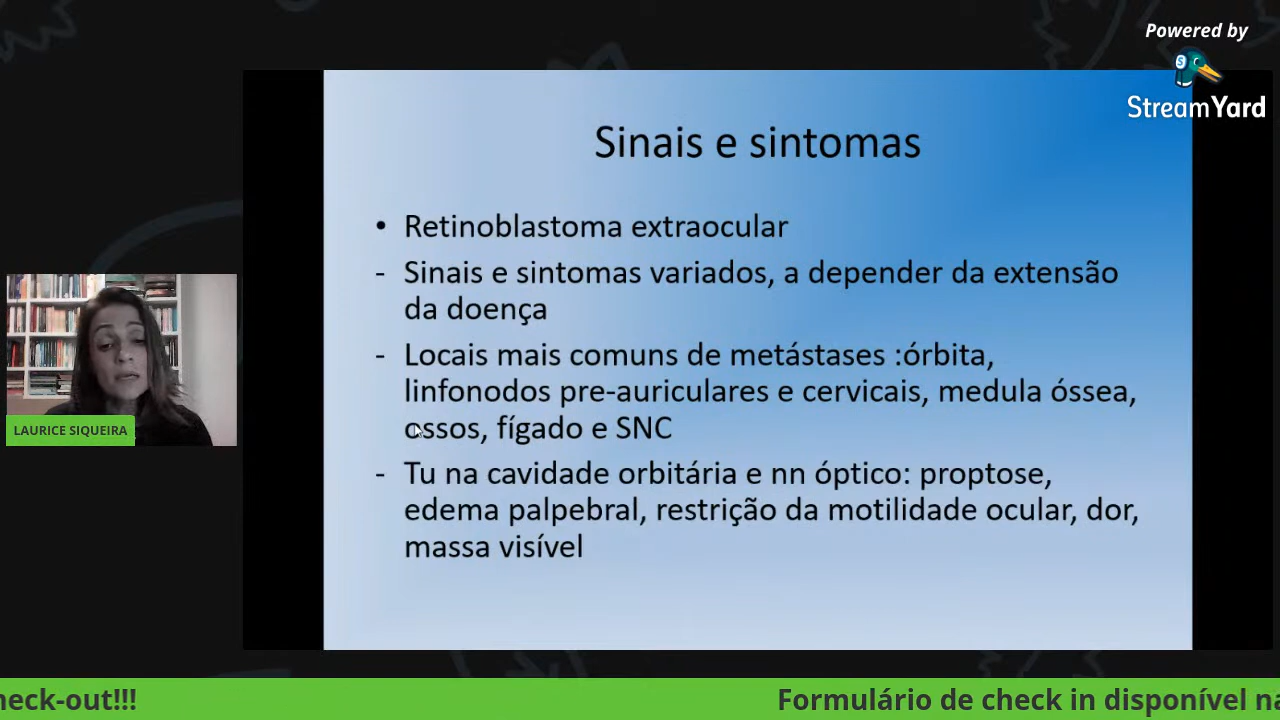 Powered by
StreamYard
Sinais e sintomas
• Retinoblastoma extraocular
- Sinais e sintomas variados, a depender da extensão
da doença
- Locais mais comuns de metástases :órbita,
linfonodos pre-auriculares e cervicais, medula óssea,
ossos, fígado e SNC
- Tu na cavidade orbitária e nn óptico: proptose,
edema palpebral, restrição da motilidade ocular, dor,
massa visível
LAURICE SIQUEIRA
heck-out!!! Formulário de check in disponível na